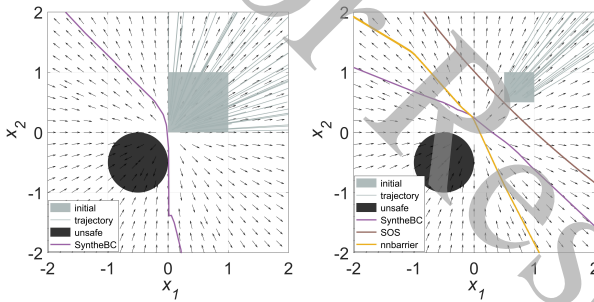 2
1
0
-1
-2
x2
initial
trajectory
unsafe
SyntheBC
-2 -1 0 1 2
x1
2
1
0
-1
-2
x2
initial
trajectory
unsafe
SyntheBC
SOS
nnbarrier
-2 -1 0 1 2
x1